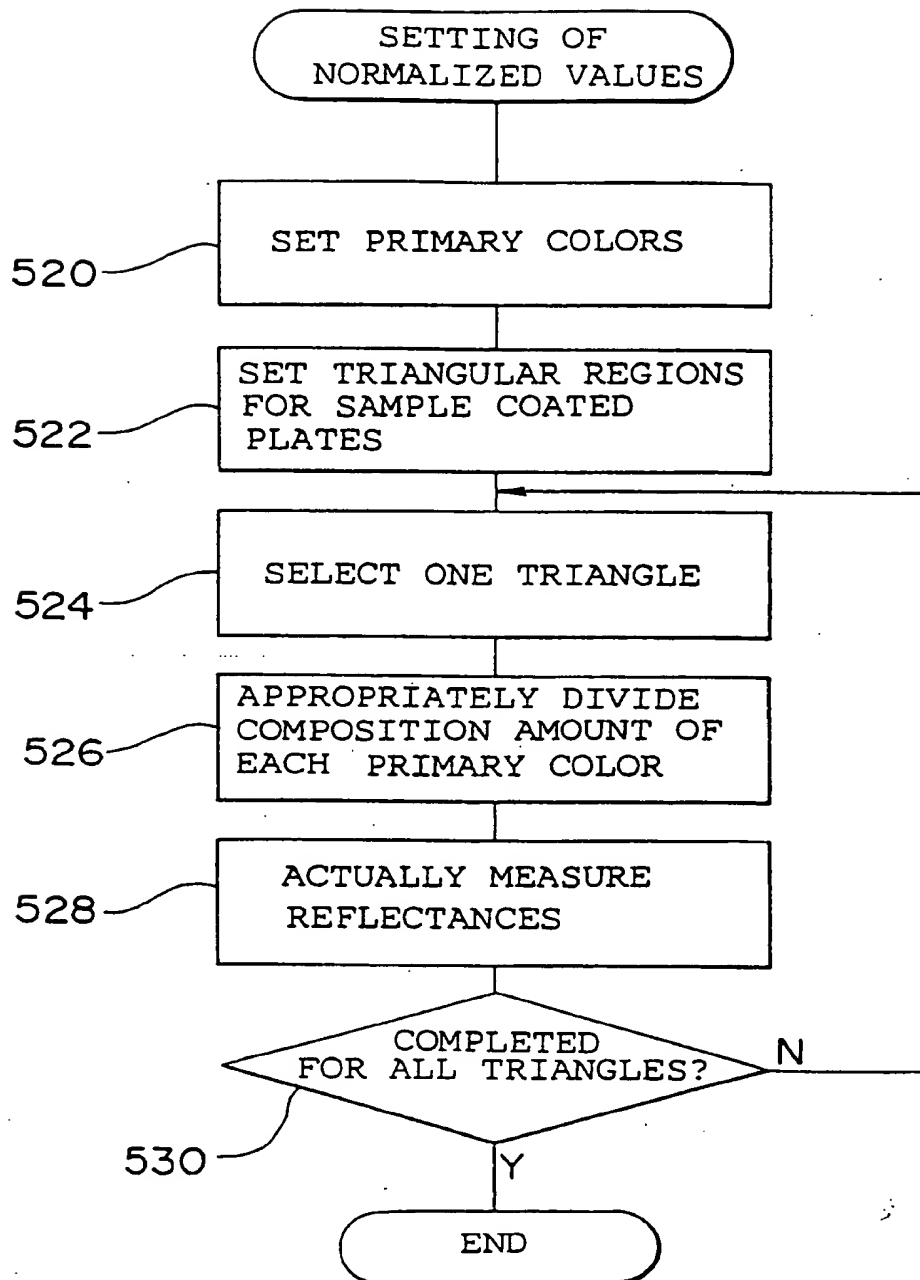 SETTING OF
NORMALIZED VALUES
SET PRIMARY COLORS
520
SET TRIANGULAR REGIONS
FOR SAMPLE COATED
PLATES
522
SELECT ONE TRIANGLE
524
APPROPRIATELY DIVIDE
COMPOSITION AMOUNT OF
EACH PRIMARY COLOR
526
ACTUALLY MEASURE
REFLECTANCES
528
COMPLETED
FOR ALL TRIANGLES?
N
530
Y
END